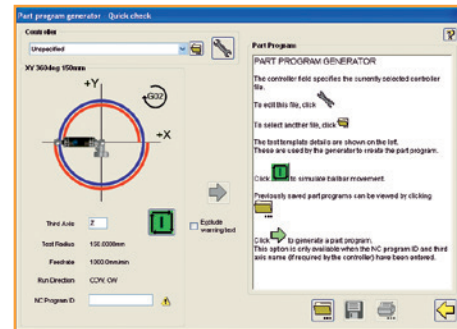 Part program generator Quick check
Controller
Unspecified
XY 360deg 150mm
+Y
G02
+X
Third Axis Z
Exclude
warning text
Test Radius 150.0000mm
Feedrate 1000.0mm/min
Run Direction CCW, CW
NC Program ID
Part Program
PART PROGRAM GENERATOR
The controller field specifies the currently selected controller
file.
To edit this file, click
To select another file, click
The test template details are shown on the left.
These are used by the generator to create the part program.
Click to simulate ballbar movement.
Previously saved part programs can be viewed by clicking
Click to generate a part program.
This option is only available when the NC program ID and third
axis name (if required by the controller) have been entered.